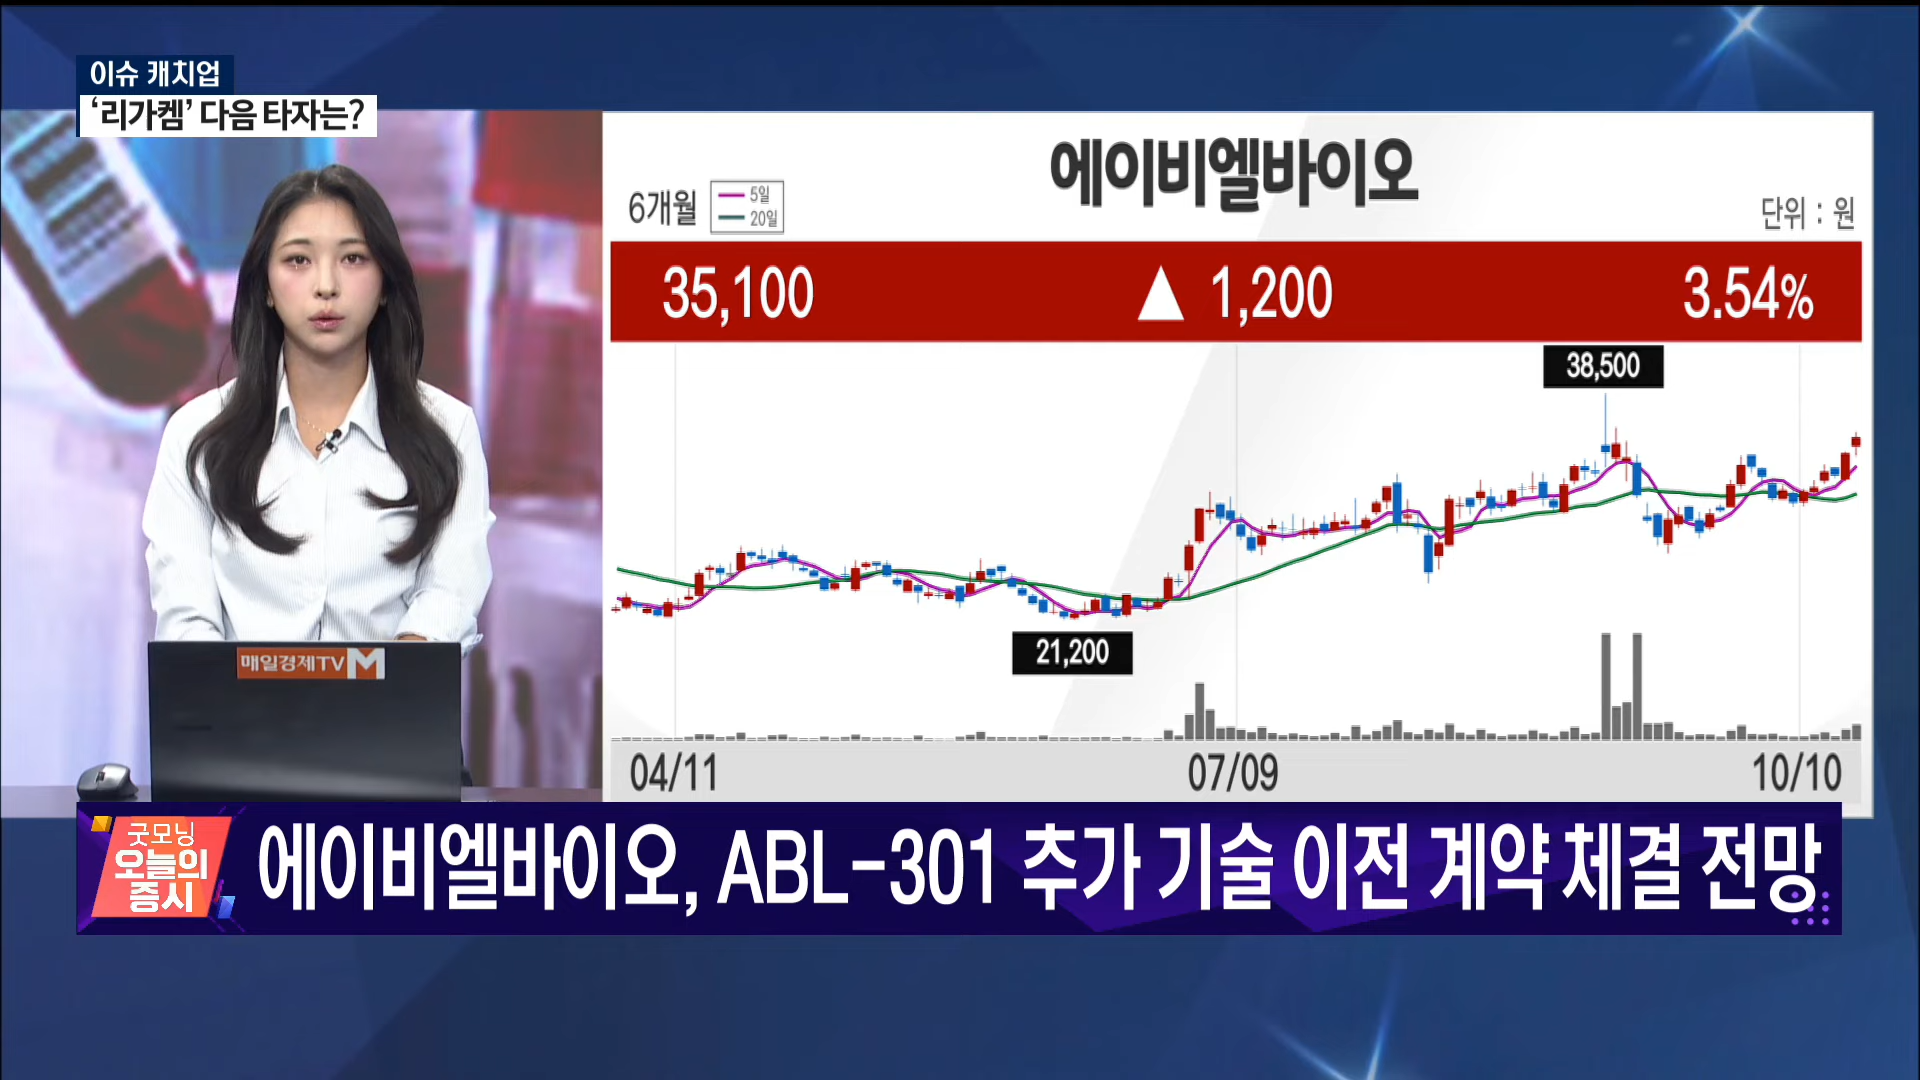 이슈 캐치업
‘리가켐’ 다음 타자는?
에이비엘바이오
6개월
5일
20일
단위 : 원
35,100 ▲ 1,200 3.54%
38,500
21,200
04/11 07/09 10/10
매일경제TV M
굿모닝
오늘의
증시
에이비엘바이오, ABL-301 추가 기술 이전 계약 체결 전망